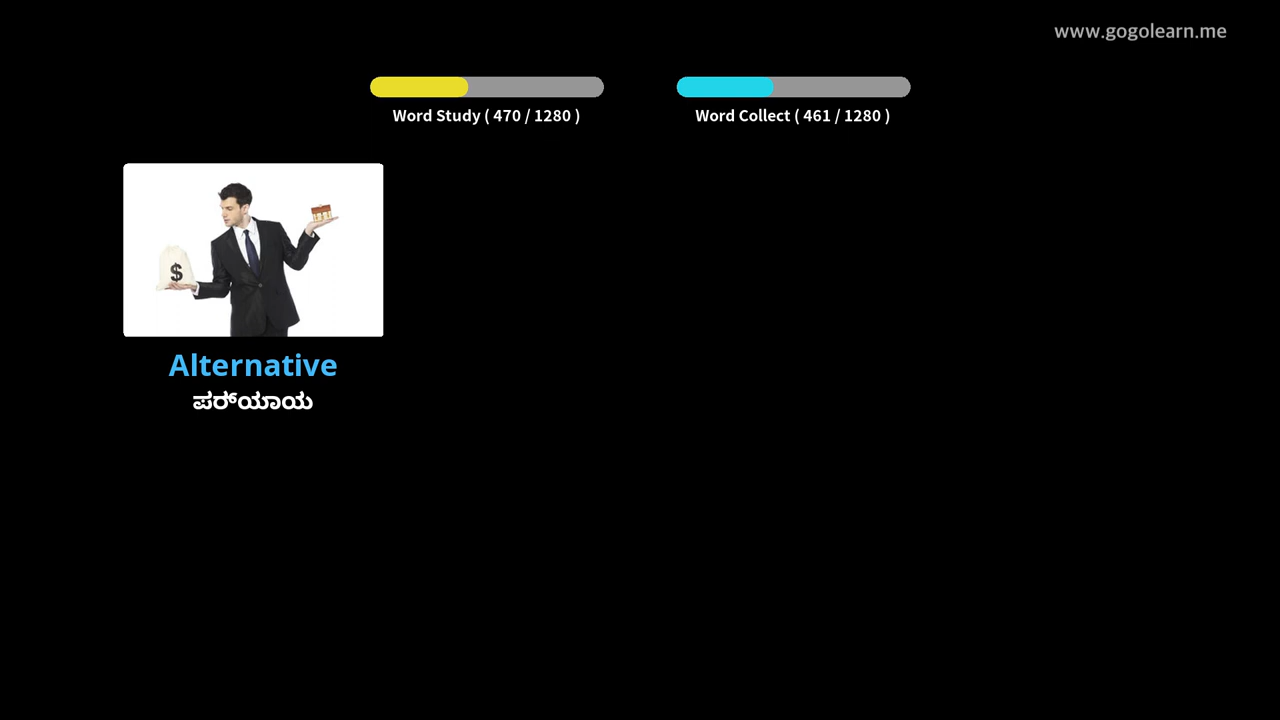 www.gogolearn.me
Word Study ( 470 / 1280 )
Word Collect ( 461 / 1280 )
$
Alternative
ಪರ‍್ಯಾಯ